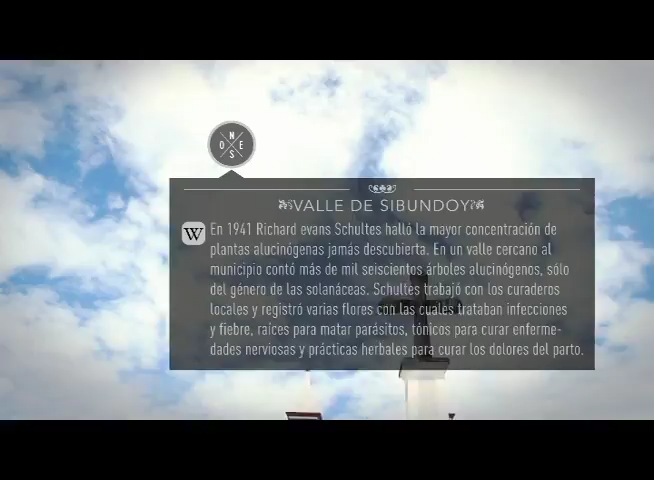 N
O E
S
VALLE DE SIBUNDOY
W En 1941 Richard evans Schultes halló la mayor concentración de
plantas alucinógenas jamás descubierta. En un valle cercano al
municipio contó más de mil seiscientos árboles alucinógenos, sólo
del género de las solanáceas. Schultes trabajó con los curaderos
locales y registró varias flores con las cuales trataban infecciones
y fiebre, raíces para matar parásitos, tónicos para curar enferme-
dades nerviosas y prácticas herbales para curar los dolores del parto.